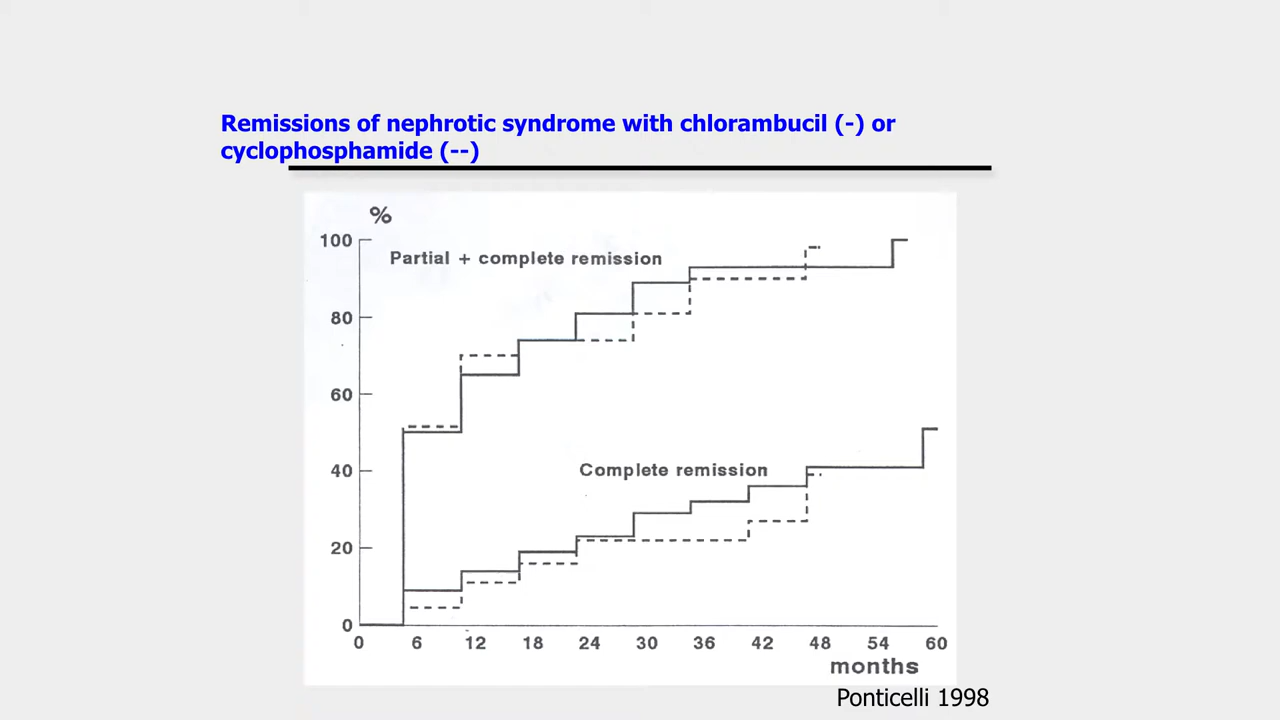 Remissions of nephrotic syndrome with chlorambucil (-) or
cyclophosphamide (--)
%
100
Partial + complete remission
80
60
40
Complete remission
20
0
0 6 12 18 24 30 36 42 48 54 60
months
Ponticelli 1998